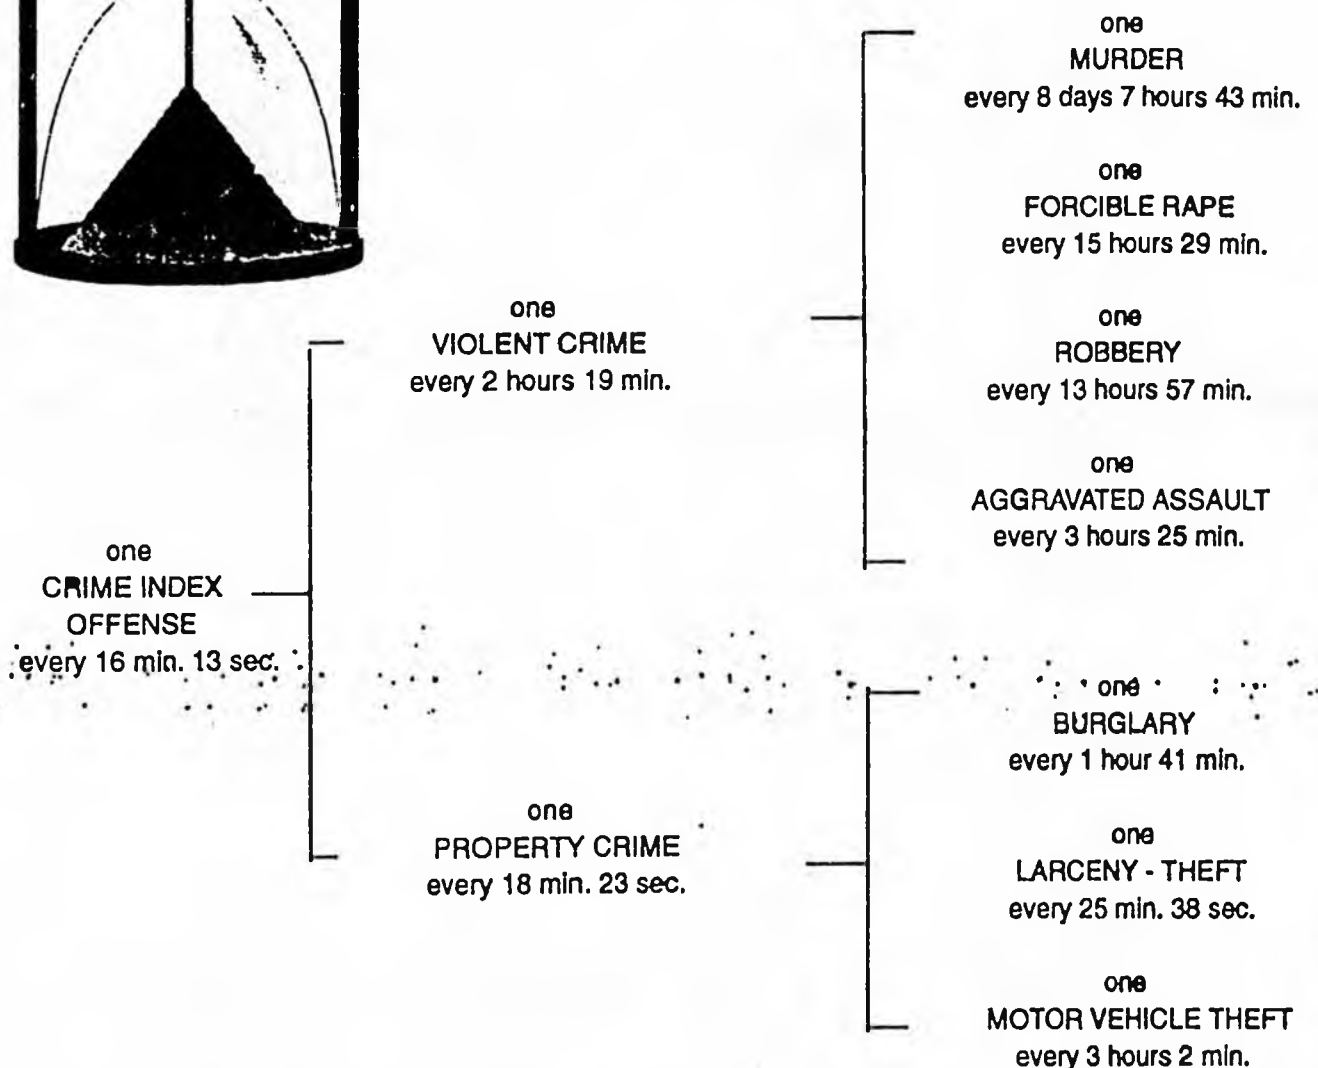 one
MURDER
every 8 days 7 hours 43 min.
one
FORCIBLE RAPE
every 15 hours 29 min.
one
ROBBERY
every 13 hours 57 min.
one
AGGRAVATED ASSAULT
every 3 hours 25 min.
one
VIOLENT CRIME
every 2 hours 19 min.
one
CRIME INDEX
OFFENSE
every 16 min. 13 sec.
one
PROPERTY CRIME
every 18 min. 23 sec.
one
BURGLARY
every 1 hour 41 min.
one
LARCENY - THEFT
every 25 min. 38 sec.
one
MOTOR VEHICLE THEFT
every 3 hours 2 min.